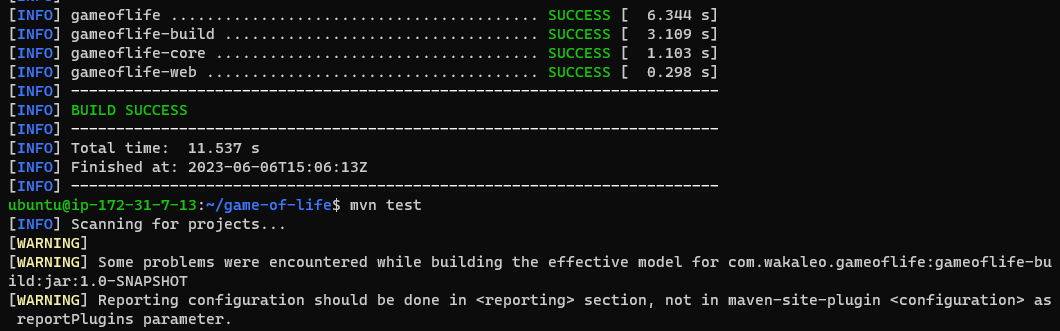 [INFO] gameoflife ......................................... SUCCESS [  6.344 s]
[INFO] gameoflife-build ................................... SUCCESS [  3.109 s]
[INFO] gameoflife-core .................................... SUCCESS [  1.103 s]
[INFO] gameoflife-web ..................................... SUCCESS [  0.298 s]
[INFO] ------------------------------------------------------------------------
[INFO] BUILD SUCCESS
[INFO] ------------------------------------------------------------------------
[INFO] Total time:  11.537 s
[INFO] Finished at: 2023-06-06T15:06:13Z
[INFO] ------------------------------------------------------------------------
ubuntu@ip-172-31-7-13:~/game-of-life$ mvn test
[INFO] Scanning for projects...
[WARNING]
[WARNING] Some problems were encountered while building the effective model for com.wakaleo.gameoflife:gameoflife-bu
ild:jar:1.0-SNAPSHOT
[WARNING] Reporting configuration should be done in <reporting> section, not in maven-site-plugin <configuration> as
 reportPlugins parameter.